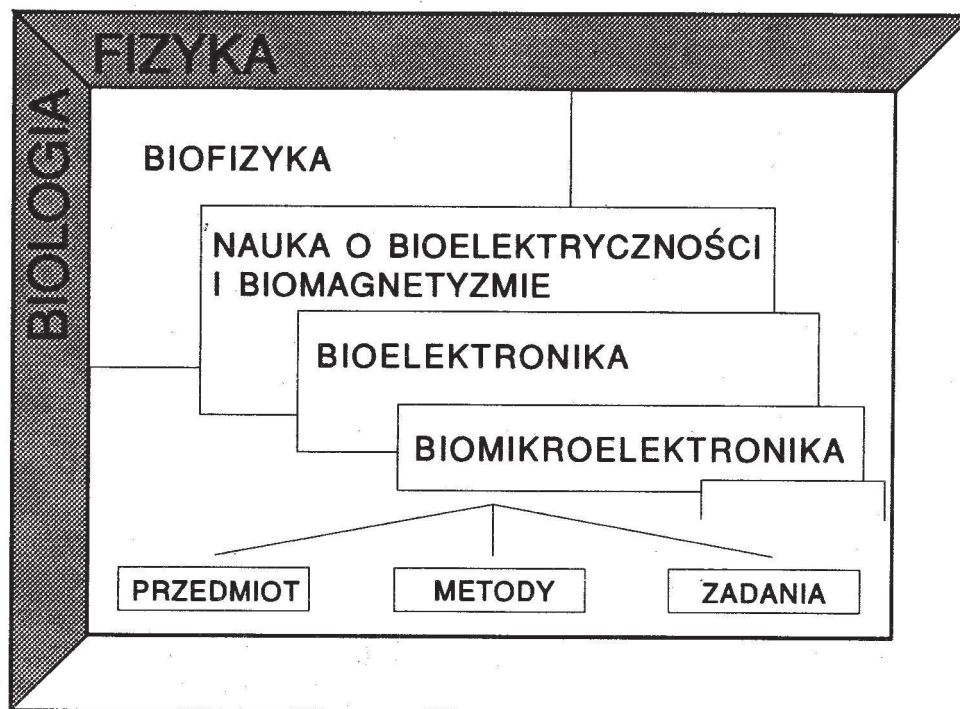 FIZYKA
BIOLOGIA
BIOFIZYKA
NAUKA O BIOELEKTRYCZNOŚCI
I BIOMAGNETYZMIE
BIOELEKTRONIKA
BIOMIKROELEKTRONIKA
PRZEDMIOT
METODY
ZADANIA